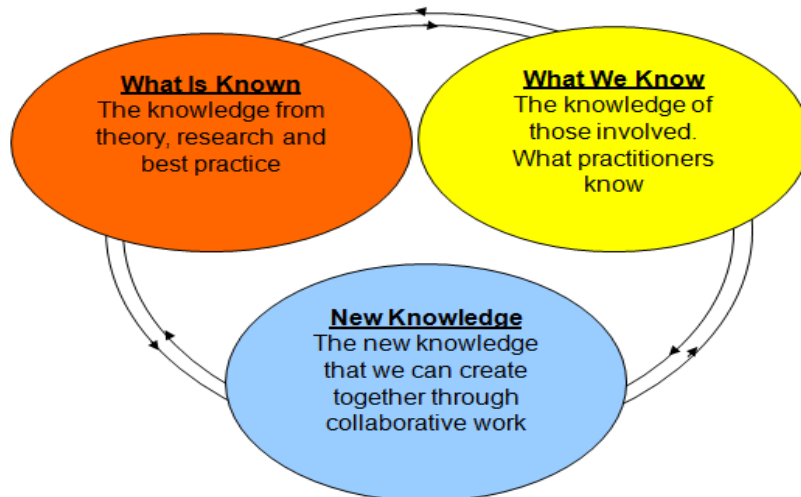 What Is Known
The knowledge from
theory, research and
best practice
What We Know
The knowledge of
those involved.
What practitioners
know
New Knowledge
The new knowledge
that we can create
together through
collaborative work